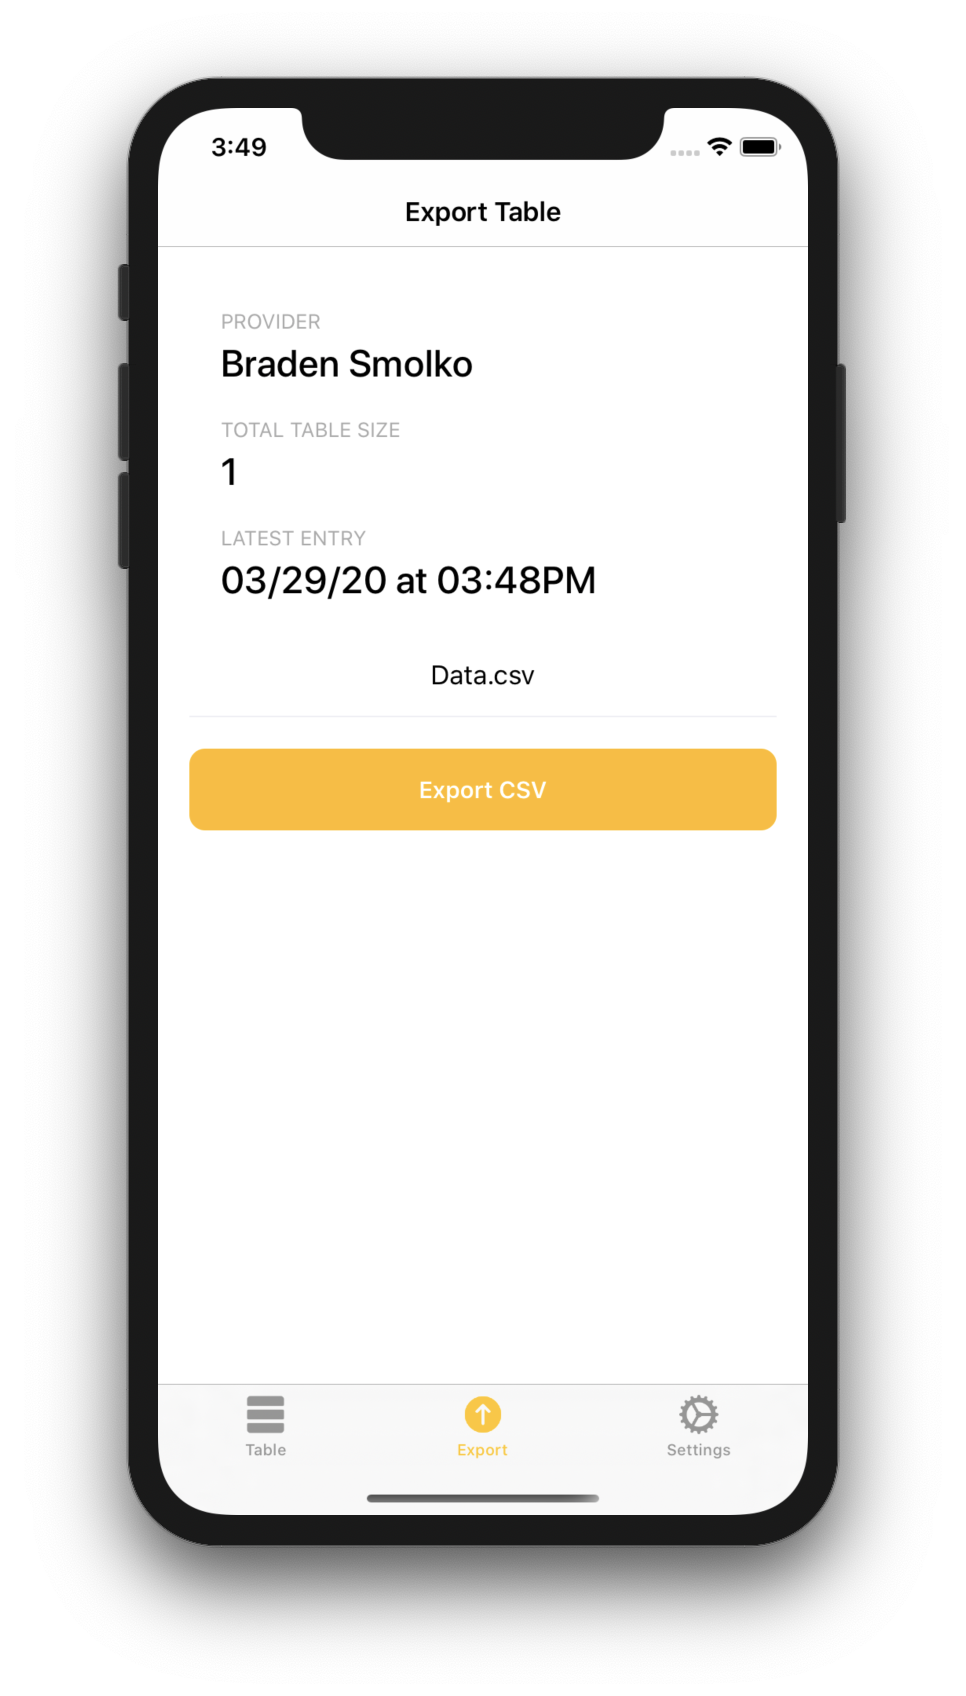 3:49
Export Table
PROVIDER
Braden Smolko
TOTAL TABLE SIZE
1
LATEST ENTRY
03/29/20 at 03:48PM
Data.csv
Export CSV
Table
Export
Settings